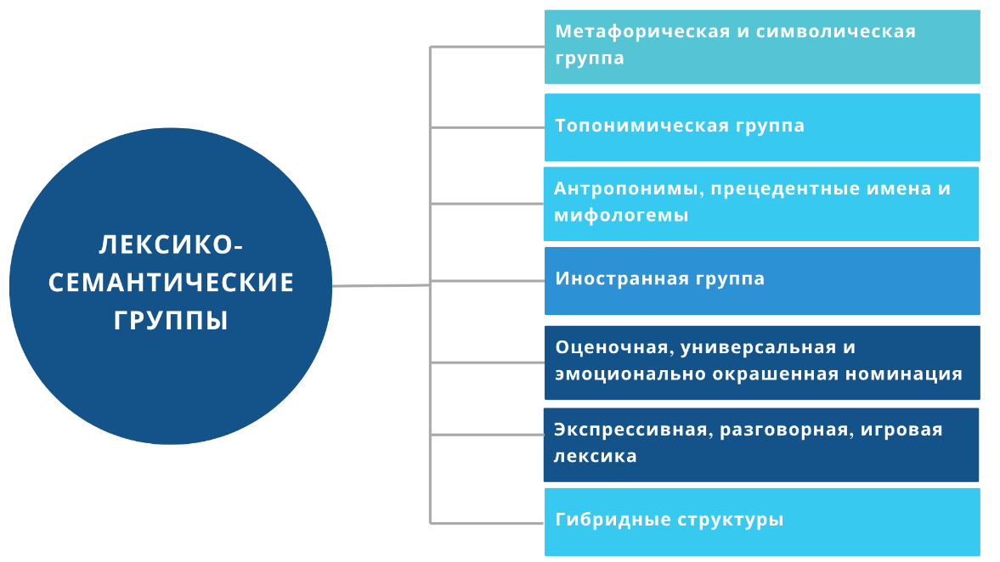 ЛЕКСИКО-
СЕМАНТИЧЕСКИЕ
ГРУППЫ
Метафорическая и символическая
группа
Топонимическая группа
Антропонимы, прецедентные имена и
мифологемы
Иностранная группа
Оценочная, универсальная и
эмоционально окрашенная номинация
Экспрессивная, разговорная, игровая
лексика
Гибридные структуры